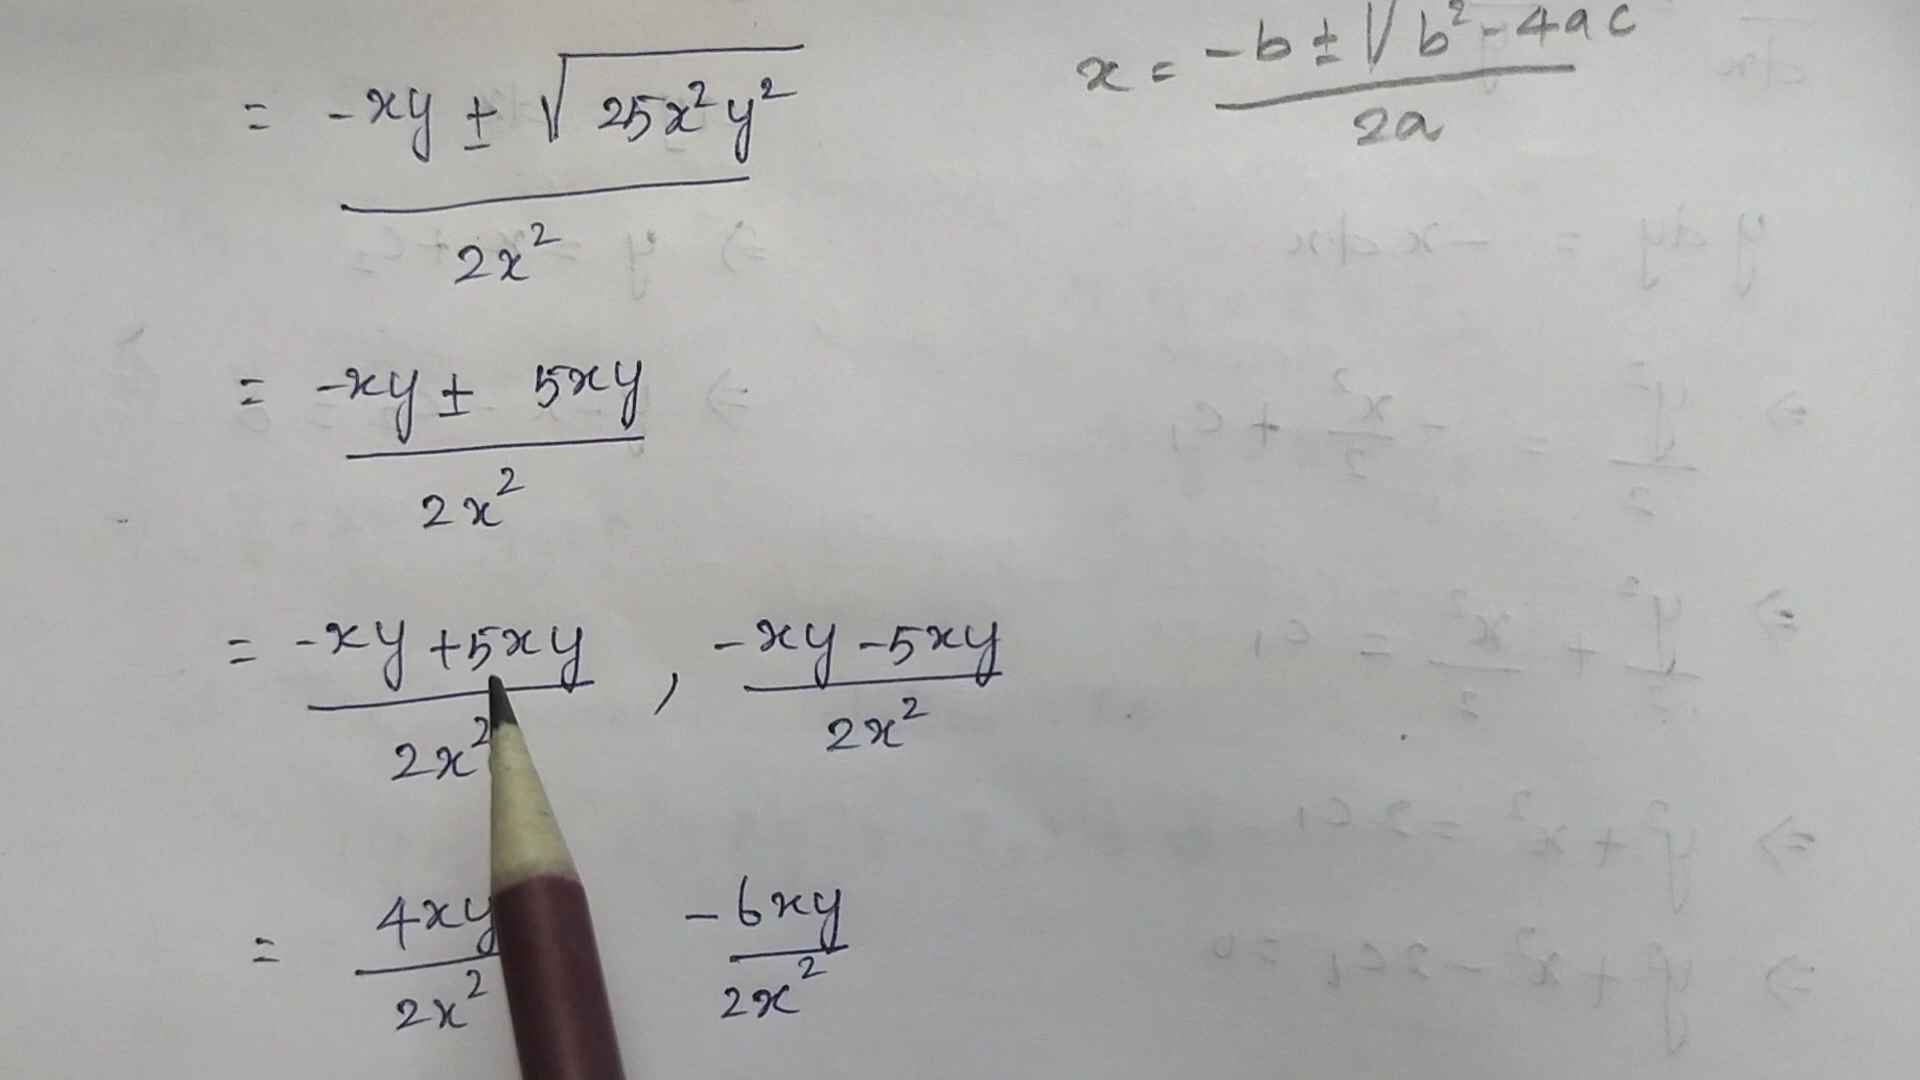 = (-xy ± √(25x²y²)) / 2x²
x = (-b ± √b²-4ac) / 2a
= (-xy ± 5xy) / 2x²
= (-xy +5xy) / 2x² , (-xy -5xy) / 2x²
= 4xy / 2x² -6xy / 2x²